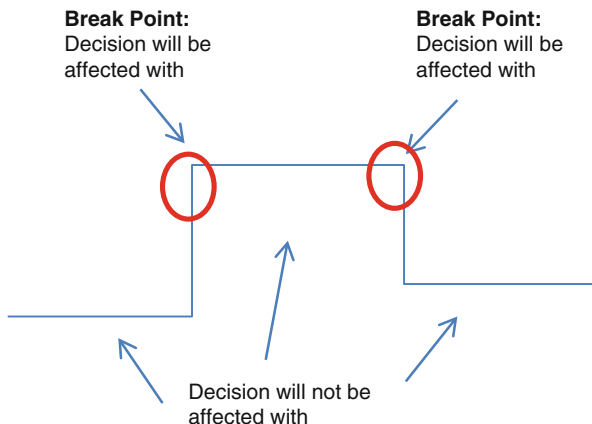 Break Point:
Decision will be
affected with
Break Point:
Decision will be
affected with
Decision will not be
affected with